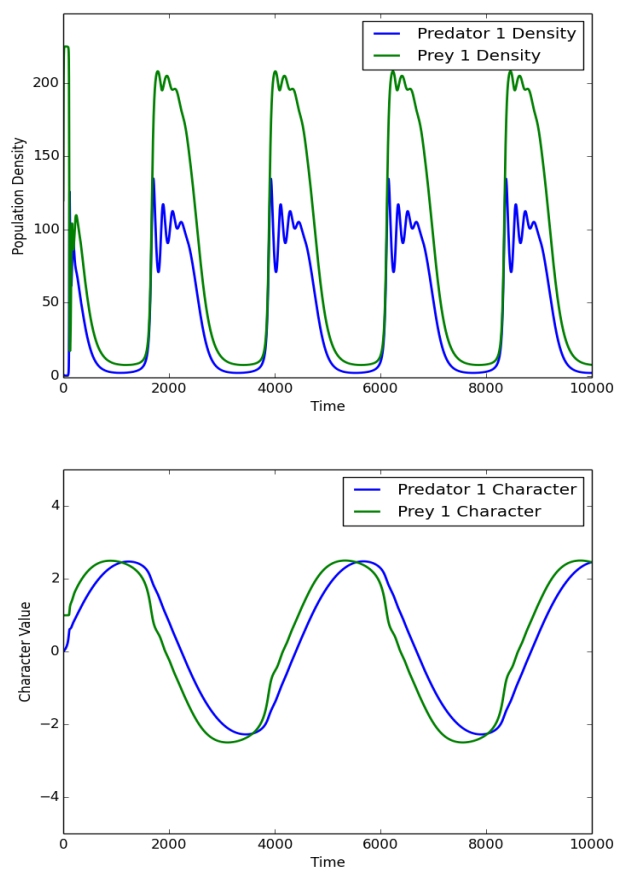 Predator 1 Density
Prey 1 Density
200
150
100
50
0
Population Density
0 2000 4000 6000 8000 10000
Time
Predator 1 Character
Prey 1 Character
4
2
0
−2
−4
Character Value
0 2000 4000 6000 8000 10000
Time